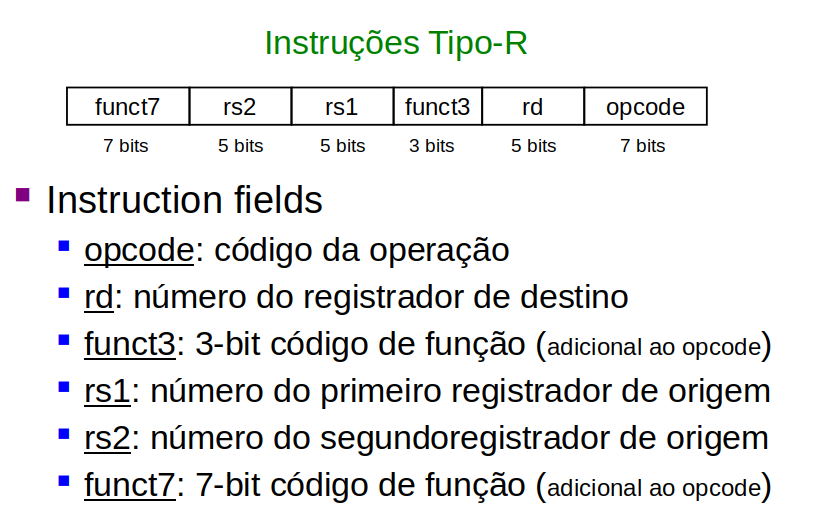 Instruções Tipo-R
funct7 rs2 rs1 funct3 rd opcode
7 bits 5 bits 5 bits 3 bits 5 bits 7 bits
Instruction fields
opcode: código da operação
rd: número do registrador de destino
funct3: 3-bit código de função (adicional ao opcode)
rs1: número do primeiro registrador de origem
rs2: número do segundoregistrador de origem
funct7: 7-bit código de função (adicional ao opcode)